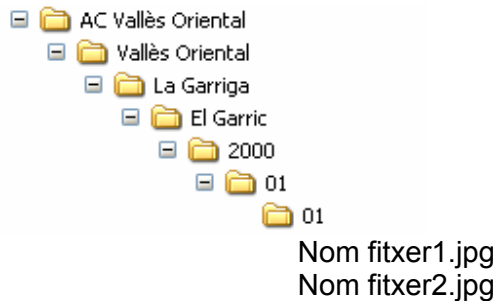 AC Vallès Oriental
Vallès Oriental
La Garriga
El Garric
2000
01
01
Nom fitxer1.jpg
Nom fitxer2.jpg